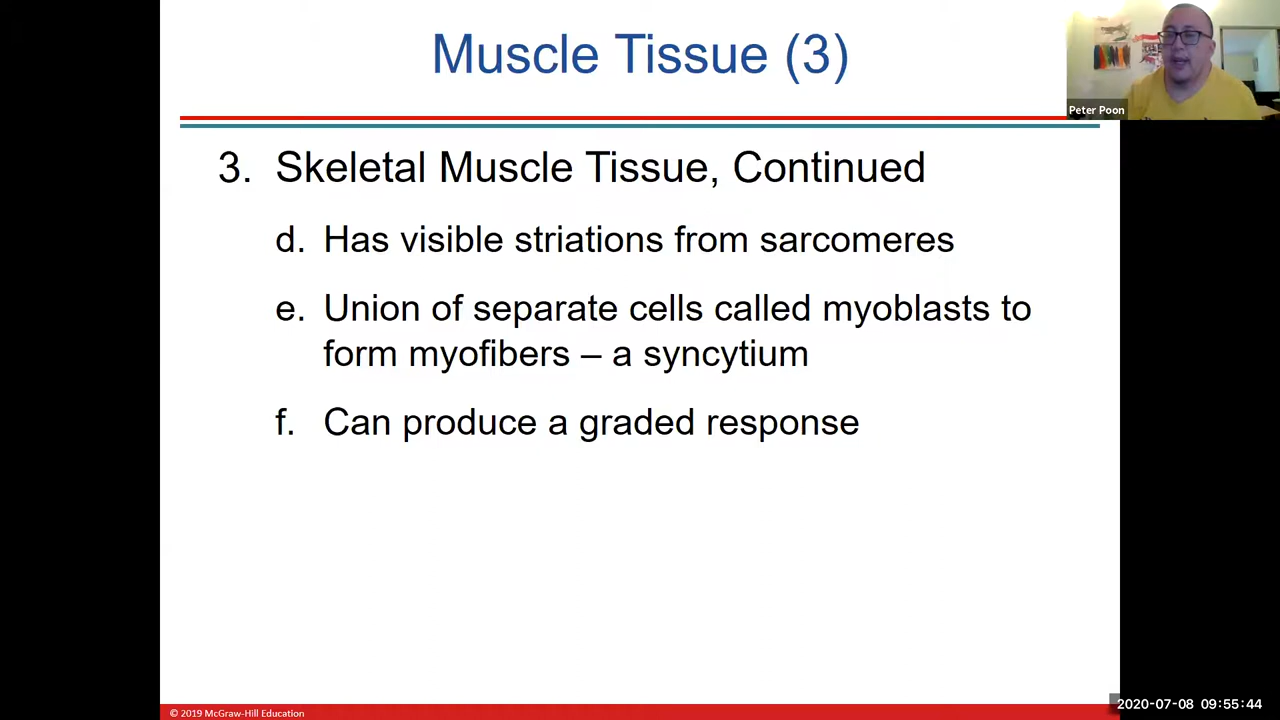 Muscle Tissue (3)
Peter Poon
3. Skeletal Muscle Tissue, Continued
d. Has visible striations from sarcomeres
e. Union of separate cells called myoblasts to
form myofibers – a syncytium
f. Can produce a graded response
© 2019 McGraw-Hill Education
2020-07-08 09:55:44